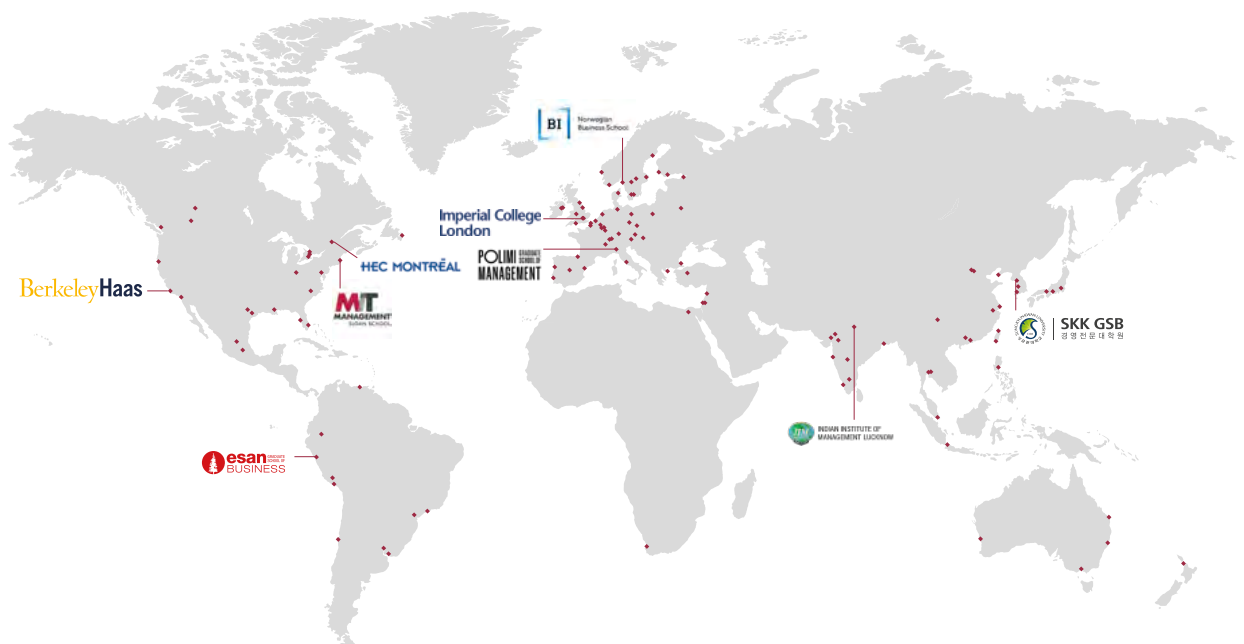 BI
Norwegian
Business School
Imperial College
London
POLIMI GRADUATE
SCHOOL OF
MANAGEMENT
HEC MONTRÉAL
BerkeleyHaas
MIT
MANAGEMENT
SLOAN SCHOOL
SKK GSB
경영전문대학원
INDIAN INSTITUTE OF
MANAGEMENT LUCKNOW
esan GRADUATE
SCHOOL OF
BUSINESS